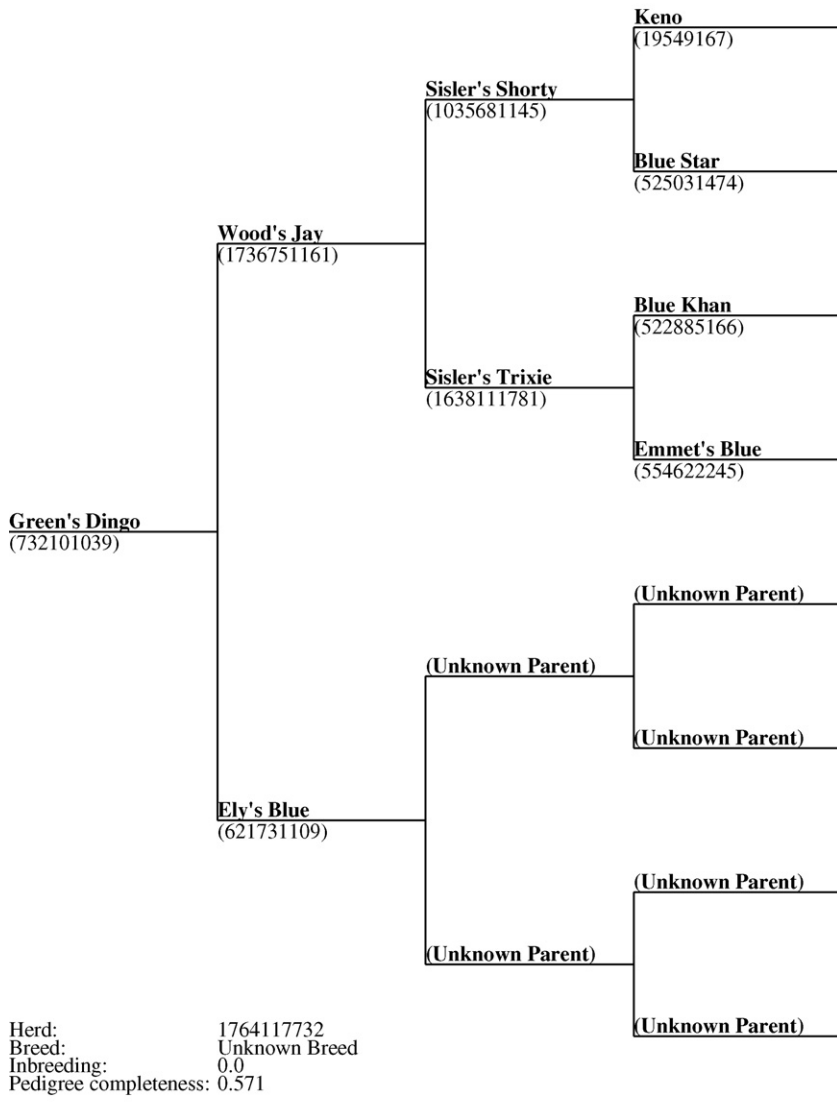 Keno
(19549167)
Sisler's Shorty
(1035681145)
Blue Star
(525031474)
Wood's Jay
(1736751161)
Blue Khan
(522885166)
Sisler's Trixie
(1638111781)
Emmet's Blue
(554622245)
Green's Dingo
(732101039)
(Unknown Parent)
(Unknown Parent)
(Unknown Parent)
Ely's Blue
(621731109)
(Unknown Parent)
(Unknown Parent)
(Unknown Parent)
Herd: 1764117732
Breed: Unknown Breed
Inbreeding: 0.0
Pedigree completeness: 0.571